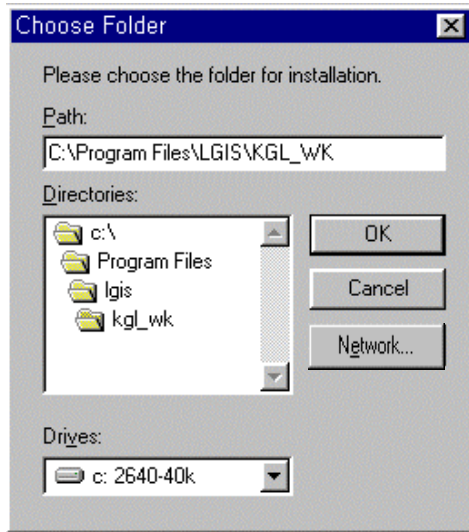 Choose Folder
Please choose the folder for installation.
Path:
C:\Program Files\LGIS\KGL_WK
Directories:
c:\
Program Files
lgis
kgl_wk
OK
Cancel
Network...
Drives:
c: 2640-40k